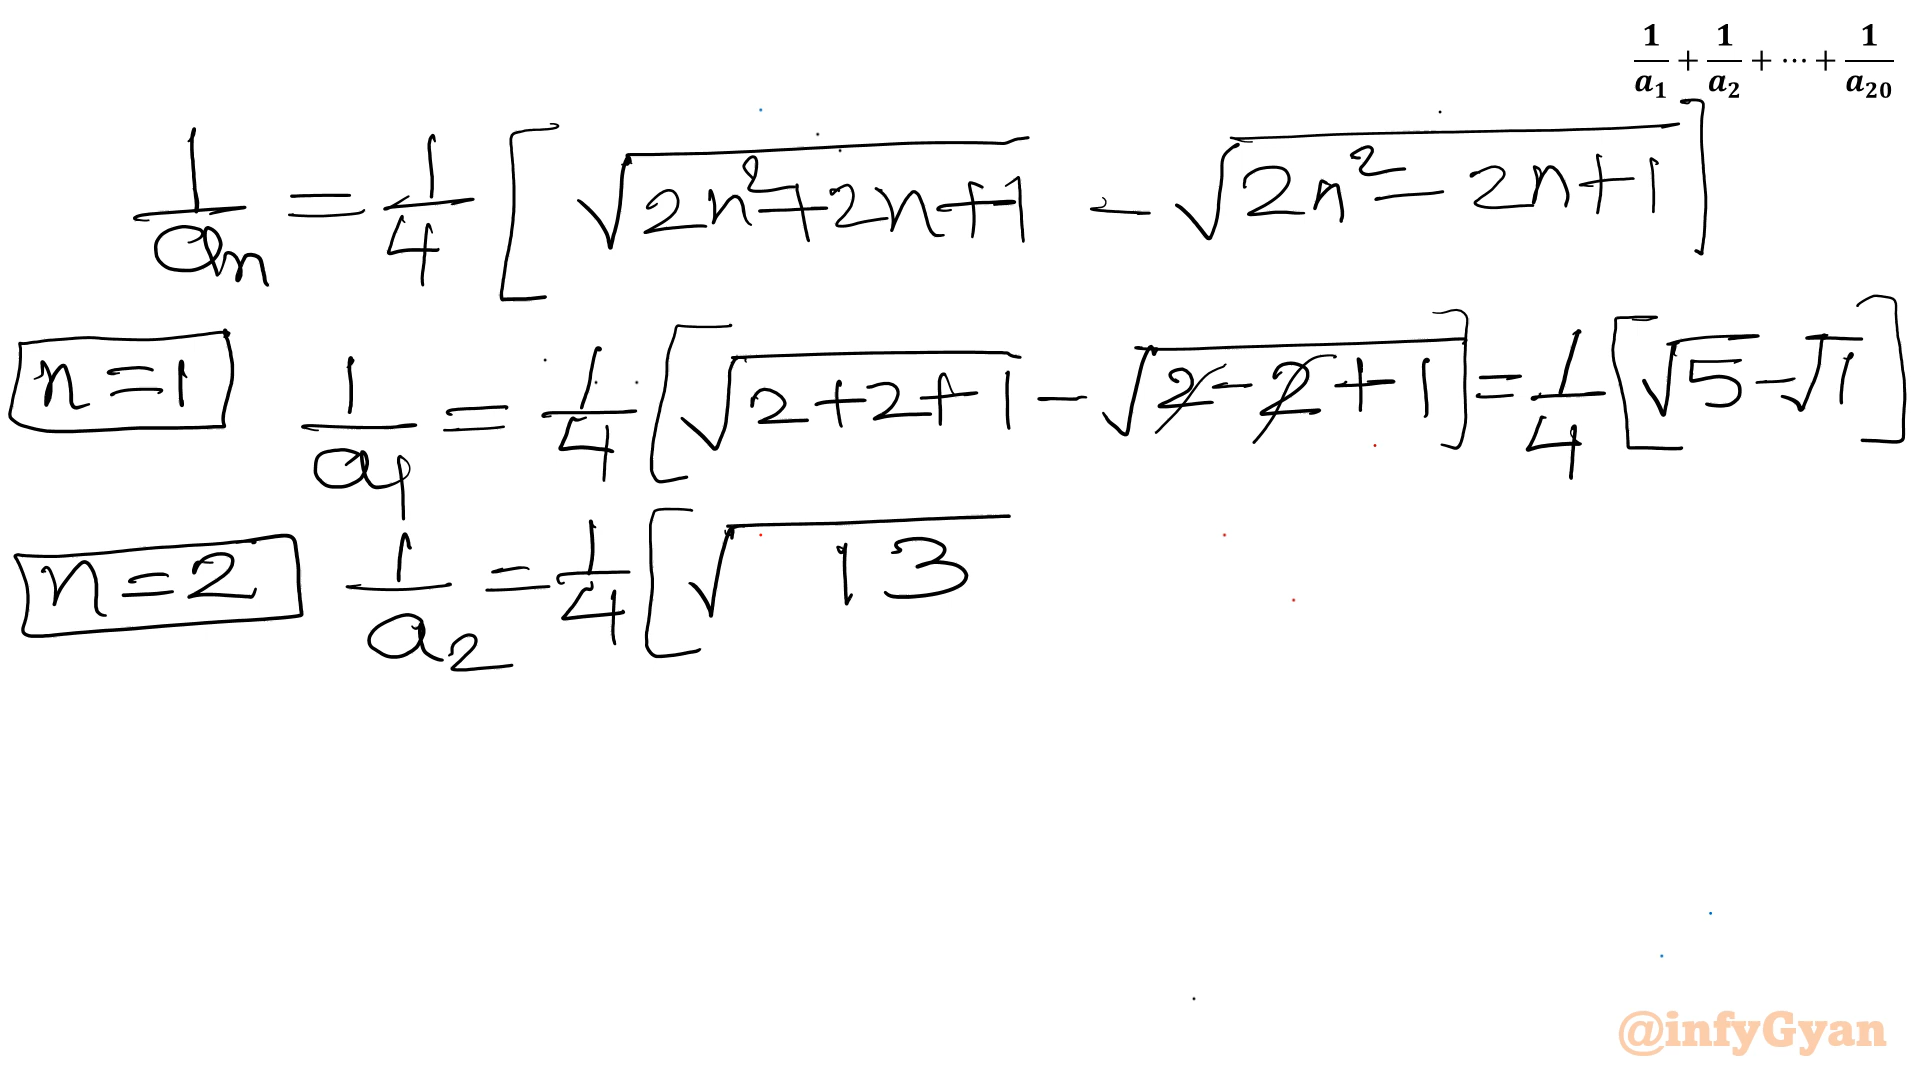 1/a₁ + 1/a₂ + ⋯ + 1/a₂₀
1/aₙ = 1/4 [√(2n²+2n+1) - √(2n²-2n+1)]
n=1 1/a₁ = 1/4 [√(2+2+1) - √(2-2+1)] = 1/4 [√5-√1]
n=2 1/a₂ = 1/4 [√13
@infyGyan